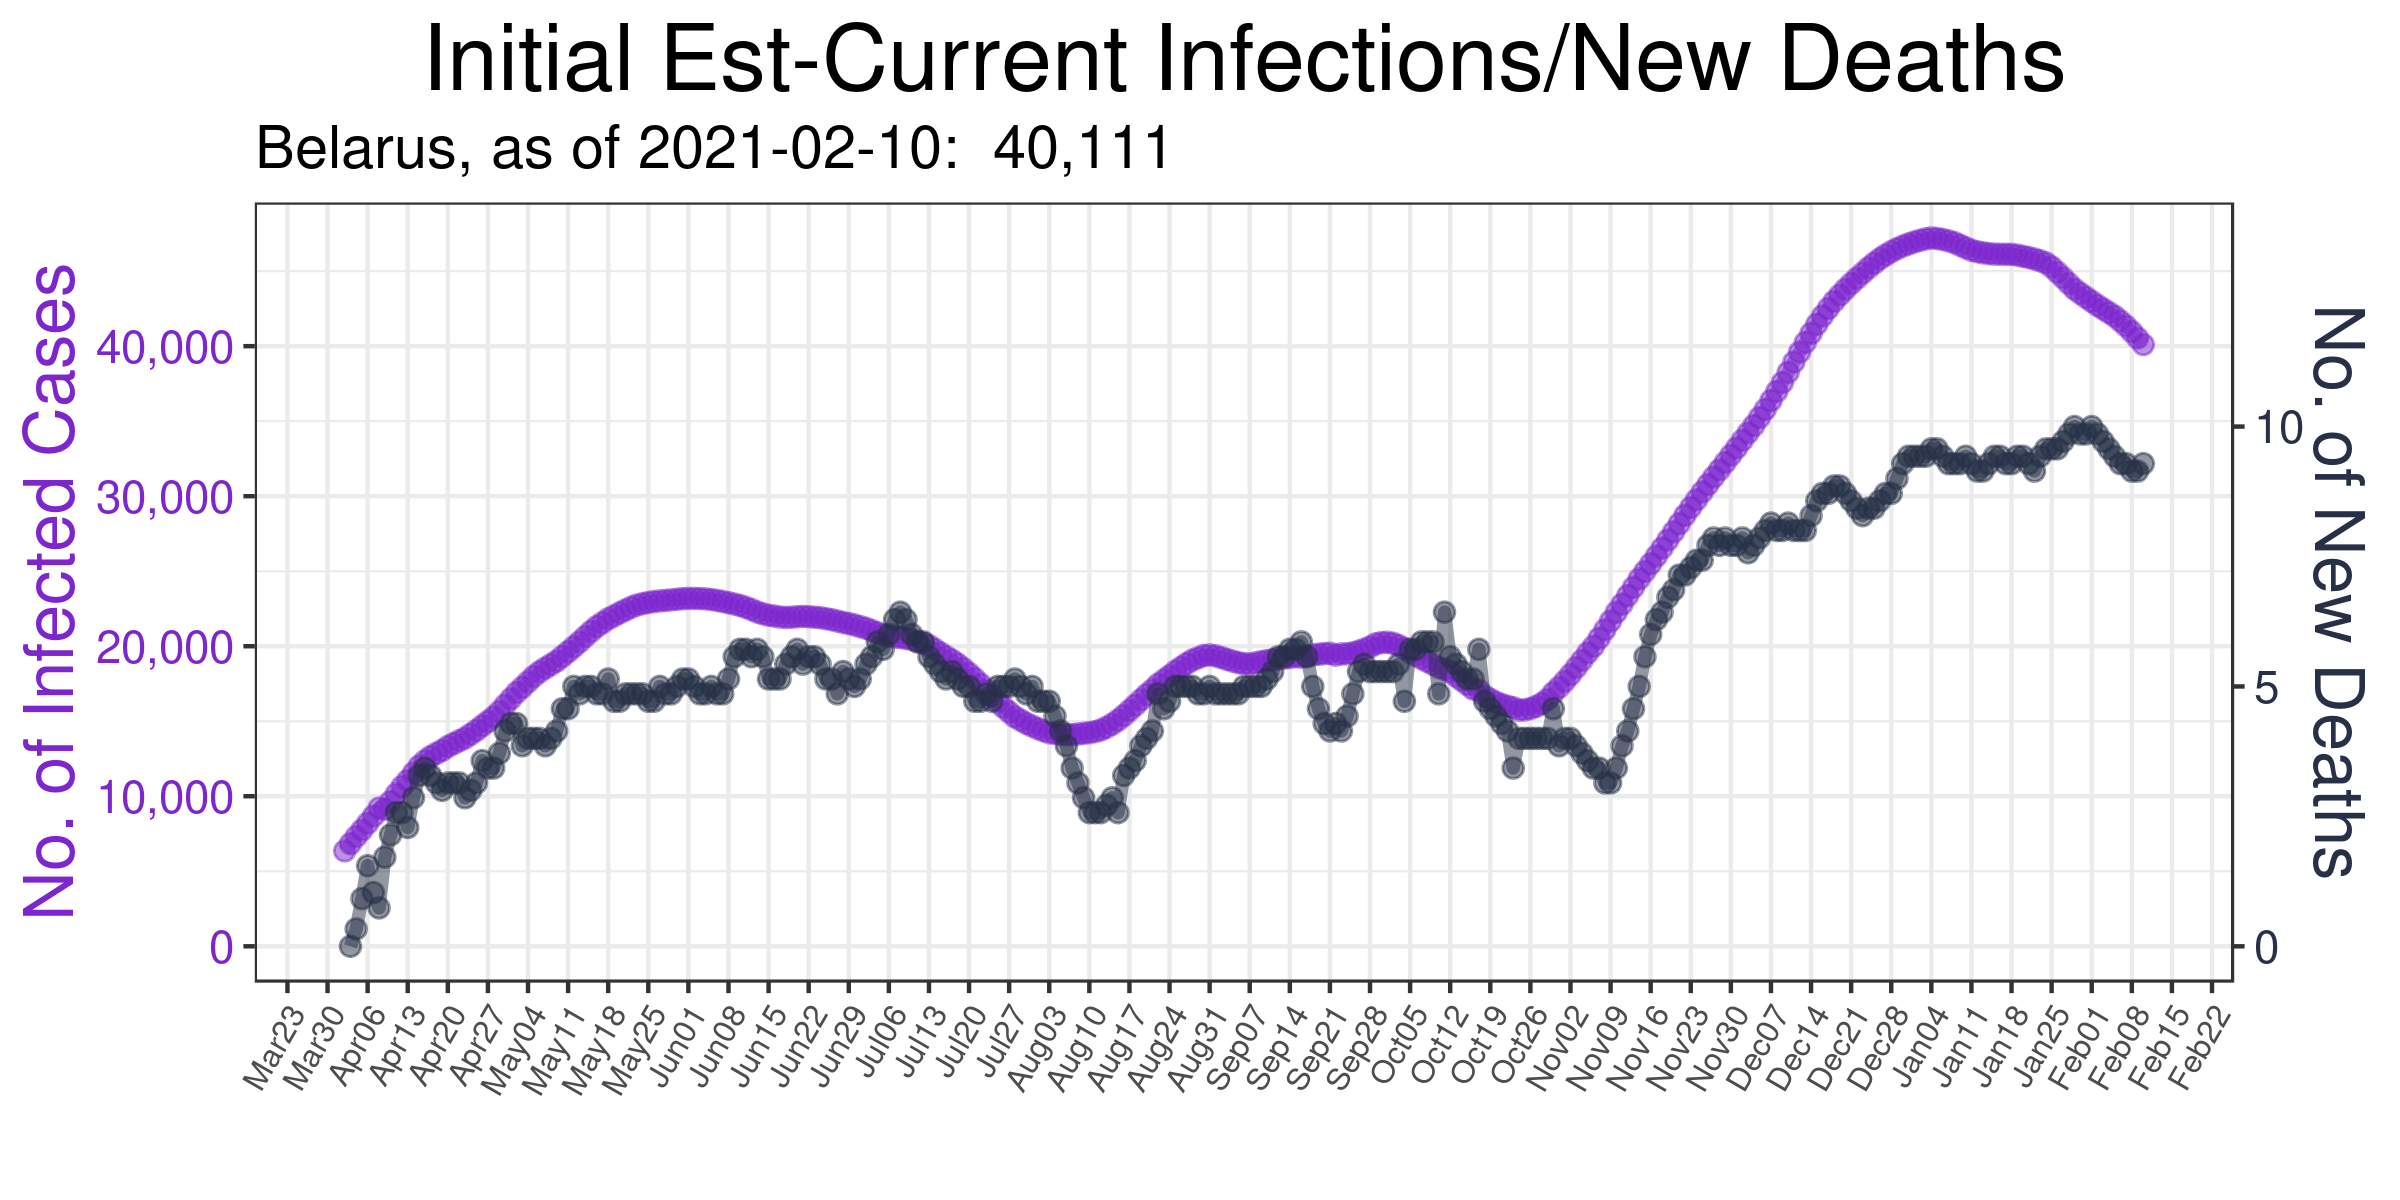 Initial Est-Current Infections/New Deaths
Belarus, as of 2021-02-10:  40,111
No. of Infected Cases
40,000
30,000
20,000
10,000
0
10
5
0
No. of New Deaths
Mar23
Mar30
Apr06
Apr13
Apr20
Apr27
May04
May11
May18
May25
Jun01
Jun08
Jun15
Jun22
Jun29
Jul06
Jul13
Jul20
Jul27
Aug03
Aug10
Aug17
Aug24
Aug31
Sep07
Sep14
Sep21
Sep28
Oct05
Oct12
Oct19
Oct26
Nov02
Nov09
Nov16
Nov23
Nov30
Dec07
Dec14
Dec21
Dec28
Jan04
Jan11
Jan18
Jan25
Feb01
Feb08
Feb15
Feb22